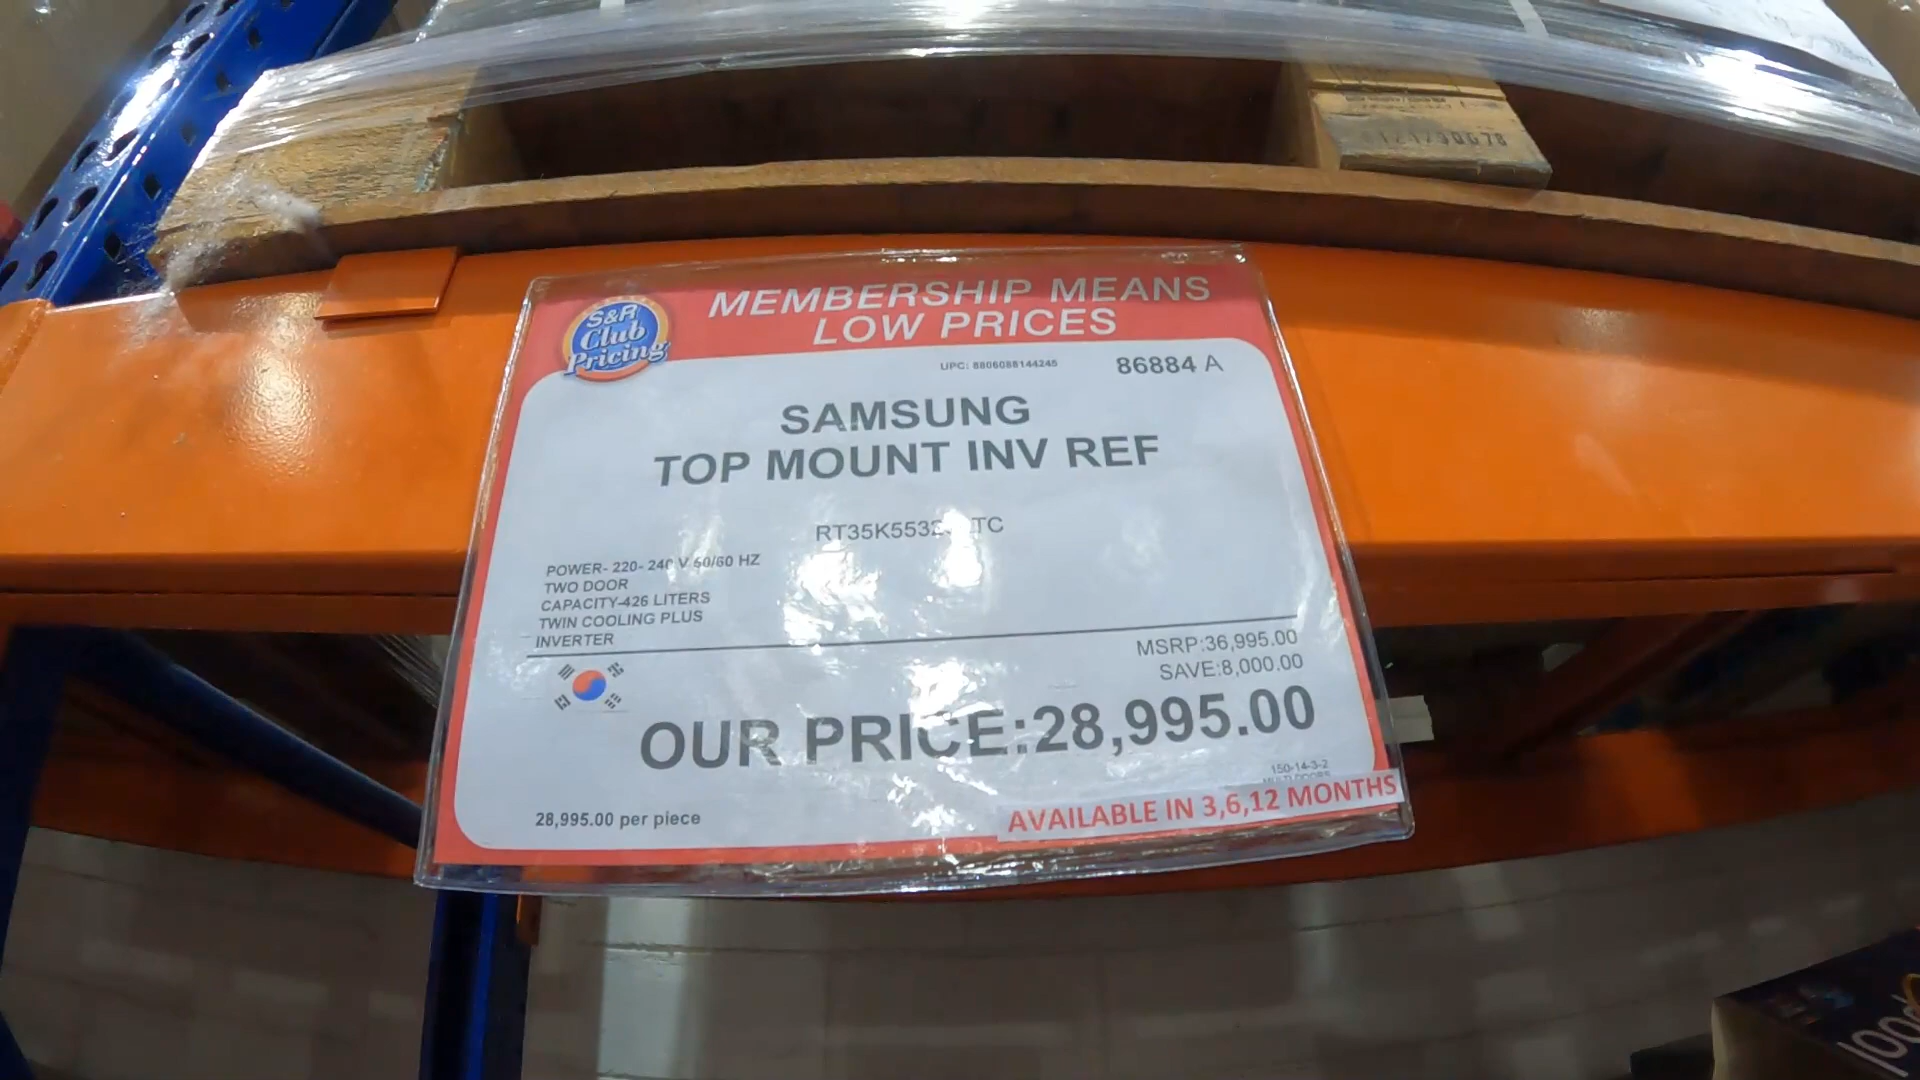 S&R
Club
Pricing
MEMBERSHIP MEANS
LOW PRICES
UPC: 8806088144245
86884 A
SAMSUNG
TOP MOUNT INV REF
POWER- 220- 240 V 50/60 HZ
TWO DOOR
CAPACITY-426 LITERS
TWIN COOLING PLUS
INVERTER
MSRP:36,995.00
SAVE:8,000.00
OUR PRICE:28,995.00
150-14-3-2
28,995.00 per piece
AVAILABLE IN 3,6,12 MONTHS